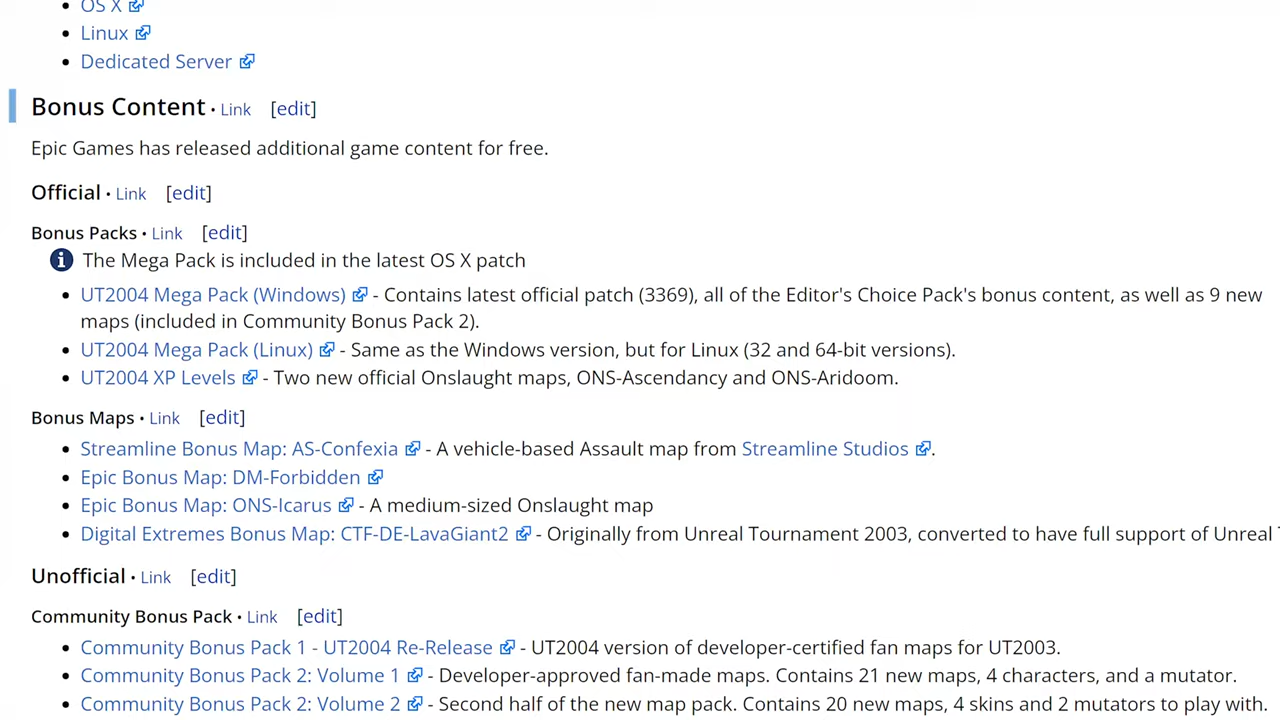 OS X
Linux
Dedicated Server
Bonus Content • Link [edit]
Epic Games has released additional game content for free.
Official • Link [edit]
Bonus Packs • Link [edit]
The Mega Pack is included in the latest OS X patch
UT2004 Mega Pack (Windows) - Contains latest official patch (3369), all of the Editor's Choice Pack's bonus content, as well as 9 new
maps (included in Community Bonus Pack 2).
UT2004 Mega Pack (Linux) - Same as the Windows version, but for Linux (32 and 64-bit versions).
UT2004 XP Levels - Two new official Onslaught maps, ONS-Ascendancy and ONS-Aridoom.
Bonus Maps • Link [edit]
Streamline Bonus Map: AS-Confexia - A vehicle-based Assault map from Streamline Studios.
Epic Bonus Map: DM-Forbidden
Epic Bonus Map: ONS-Icarus - A medium-sized Onslaught map
Digital Extremes Bonus Map: CTF-DE-LavaGiant2 - Originally from Unreal Tournament 2003, converted to have full support of Unreal
Unofficial • Link [edit]
Community Bonus Pack • Link [edit]
Community Bonus Pack 1 - UT2004 Re-Release - UT2004 version of developer-certified fan maps for UT2003.
Community Bonus Pack 2: Volume 1 - Developer-approved fan-made maps. Contains 21 new maps, 4 characters, and a mutator.
Community Bonus Pack 2: Volume 2 - Second half of the new map pack. Contains 20 new maps, 4 skins and 2 mutators to play with.